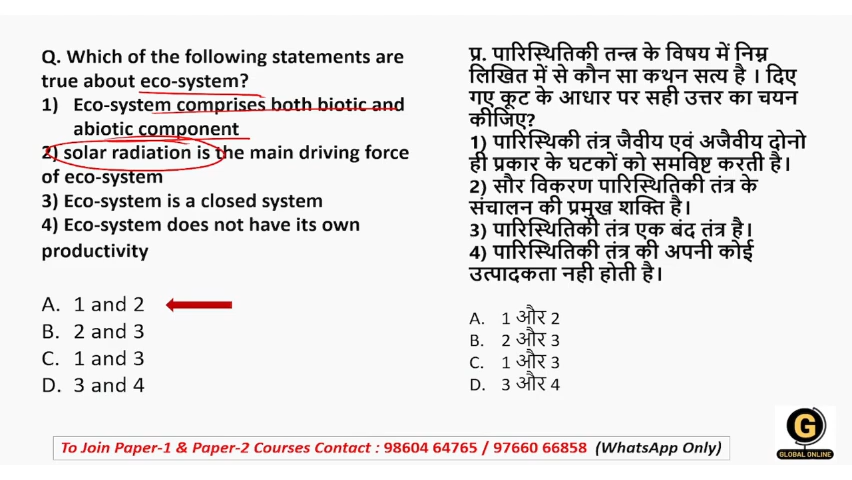 Q. Which of the following statements are
true about eco-system?
1) Eco-system comprises both biotic and
abiotic component
2) solar radiation is the main driving force
of eco-system
3) Eco-system is a closed system
4) Eco-system does not have its own
productivity
A. 1 and 2
B. 2 and 3
C. 1 and 3
D. 3 and 4
प्र. पारिस्थितिकी तन्त्र के विषय में निम्न
लिखित में से कौन सा कथन सत्य है । दिए
गए कूट के आधार पर सही उत्तर का चयन
कीजिए?
1) पारिस्थिकी तंत्र जैवीय एवं अजैवीय दोनो
ही प्रकार के घटकों को समविष्ट करती है।
2) सौर विकरण पारिस्थितिकी तंत्र के
संचालन की प्रमुख शक्ति है।
3) पारिस्थितिकी तंत्र एक बंद तंत्र है।
4) पारिस्थितिकी तंत्र की अपनी कोई
उत्पादकता नही होती है।
A. 1 और 2
B. 2 और 3
C. 1 और 3
D. 3 और 4
To Join Paper-1 & Paper-2 Courses Contact : 98604 64765 / 97660 66858 (WhatsApp Only)
G
GLOBAL ONLINE